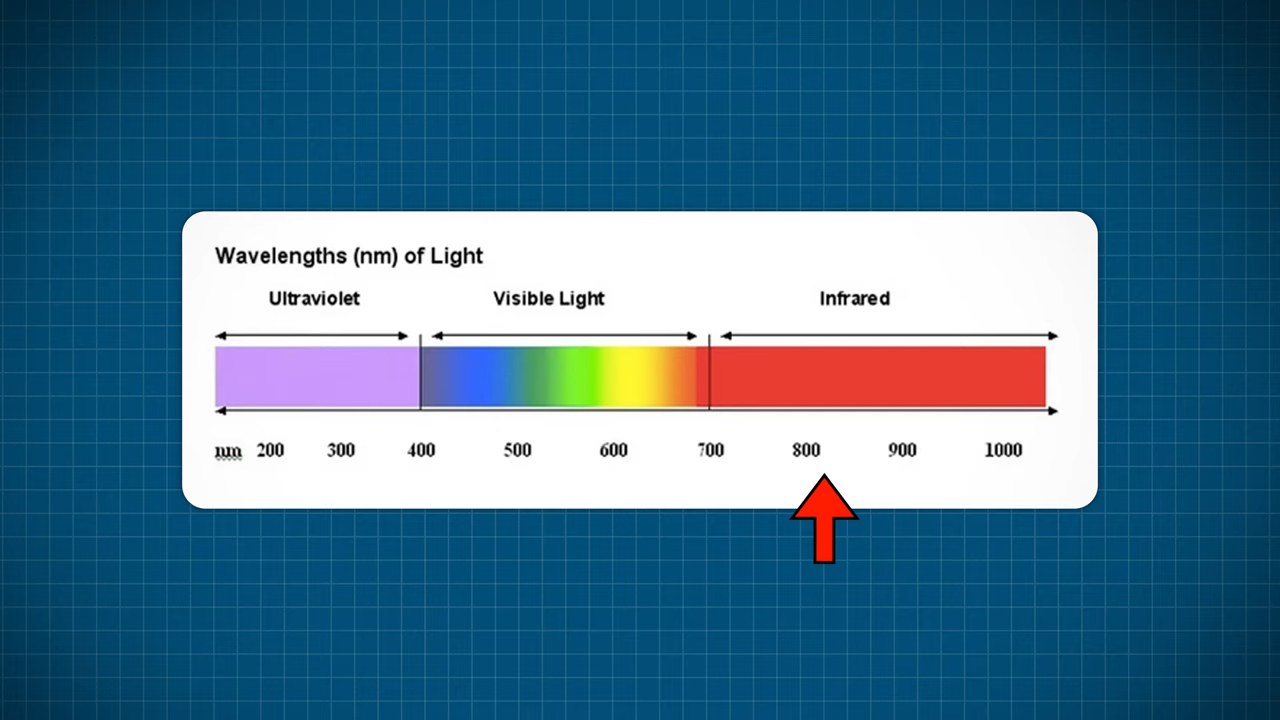 Wavelengths (nm) of Light
Ultraviolet Visible Light Infrared
nm 200 300 400 500 600 700 800 900 1000